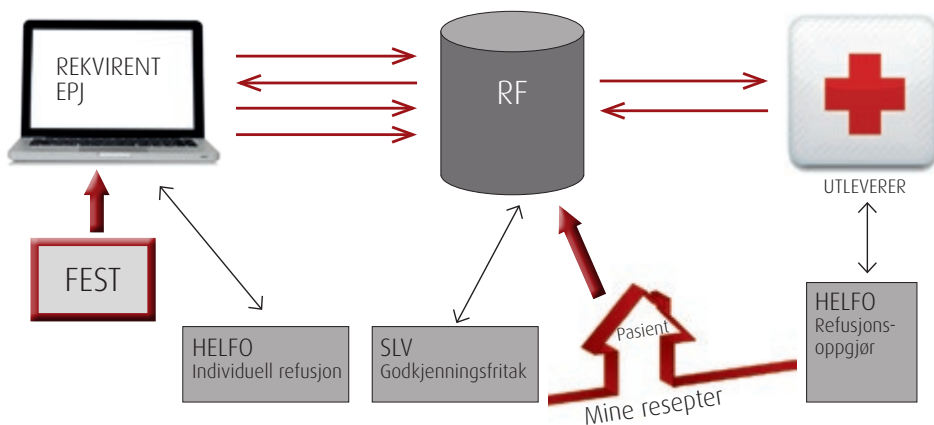 REKVIRENT
EPJ
RF
UTLEVERER
FEST
HELFO
Individuell refusjon
SLV
Godkjenningsfritak
Pasient
Mine resepter
HELFO
Refusjons-
oppgjør